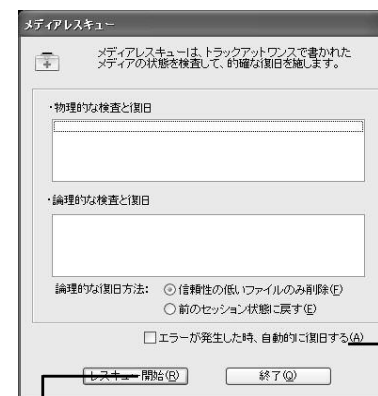 メディアレスキュー
メディアレスキューは、トラックアットワンスで書かれた
メディアの状態を検査して、的確な復旧を施します。
・物理的な検査と復旧
・論理的な検査と復旧
論理的な復旧方法:
信頼性の低いファイルのみ削除(F)
前のセッション状態に戻す(E)
エラーが発生した時、自動的に復旧する(A)
レスキュー開始(R)
終了(Q)